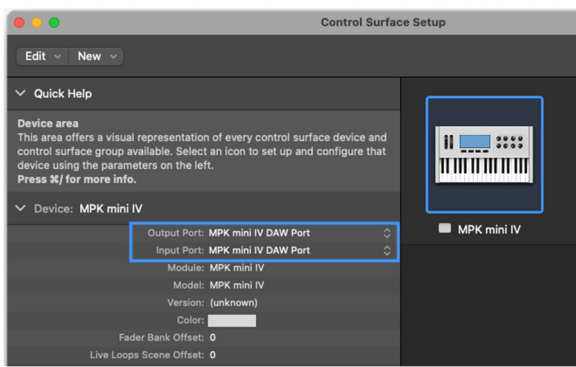 Control Surface Setup
Edit New
Quick Help
Device area
This area offers a visual representation of every control surface device and
control surface group available. Select an icon to set up and configure that
device using the parameters on the left.
Press ⌘/ for more info.
Device: MPK mini IV
Output Port: MPK mini IV DAW Port
Input Port: MPK mini IV DAW Port
Module: MPK mini IV
Model: MPK mini IV
Version: (unknown)
Color:
Fader Bank Offset: 0
Live Loops Scene Offset: 0
MPK mini IV